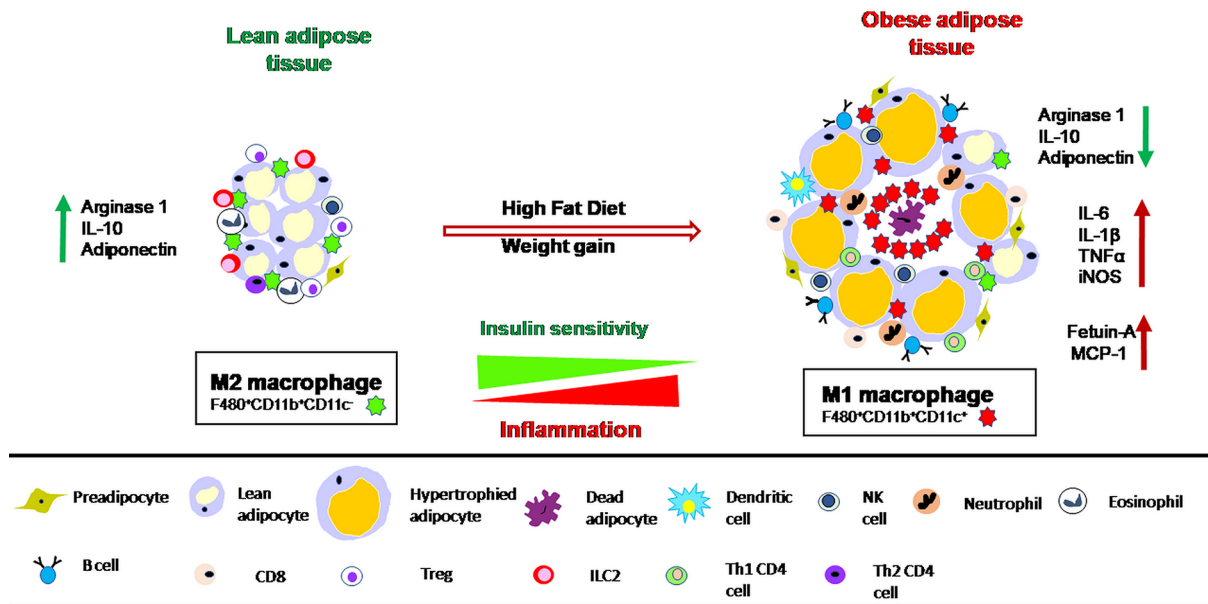 Lean adipose
tissue
Obese adipose
tissue
Arginase 1
IL-10
Adiponectin
High Fat Diet
Weight gain
Arginase 1
IL-10
Adiponectin
IL-6
IL-1β
TNFα
iNOS
Fetuin-A
MCP-1
Insulin sensitivity
Inflammation
M2 macrophage
F480⁺CD11b⁺CD11c⁻
M1 macrophage
F480⁺CD11b⁺CD11c⁺
Preadipocyte
Lean
adipocyte
Hypertrophied
adipocyte
Dead
adipocyte
Dendritic
cell
NK
cell
Neutrophil
Eosinophil
B cell
CD8
Treg
ILC2
Th1 CD4
cell
Th2 CD4
cell